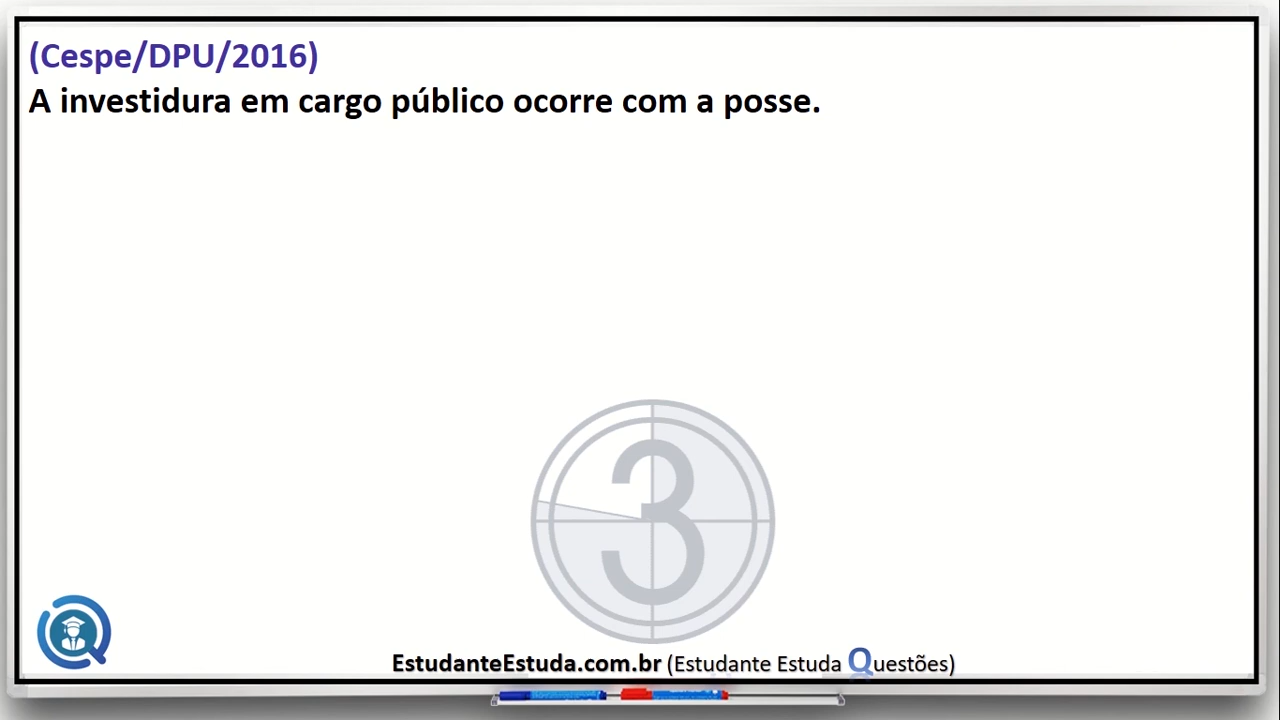 (Cespe/DPU/2016)
A investidura em cargo público ocorre com a posse.
3
EstudanteEstuda.com.br (Estudante Estuda Questões)